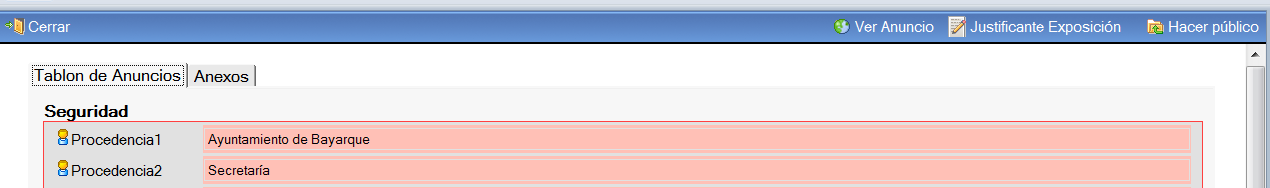 Cerrar Ver Anuncio Justificante Exposición Hacer público
Tablon de Anuncios Anexos
Seguridad
Procedencia1 Ayuntamiento de Bayarque
Procedencia2 Secretaría